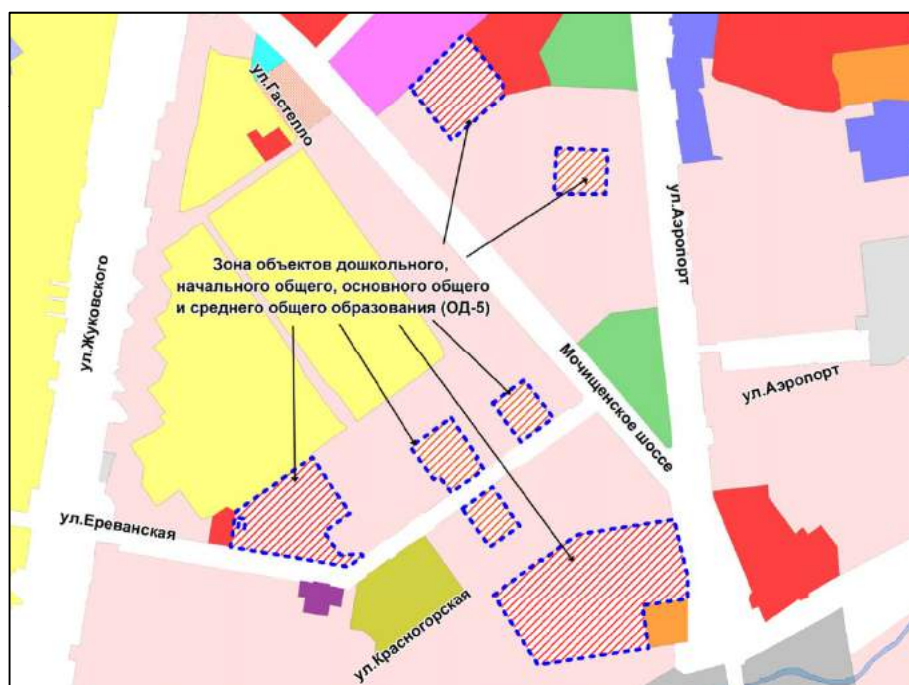 ул.Гастелло
ул.Аэропорт
ул.Жуковского
Зона объектов дошкольного,
начального общего, основного общего
и среднего общего образования (ОД-5)
Мочищенское шоссе
ул.Аэропорт
ул.Ереванская
ул.Красногорская